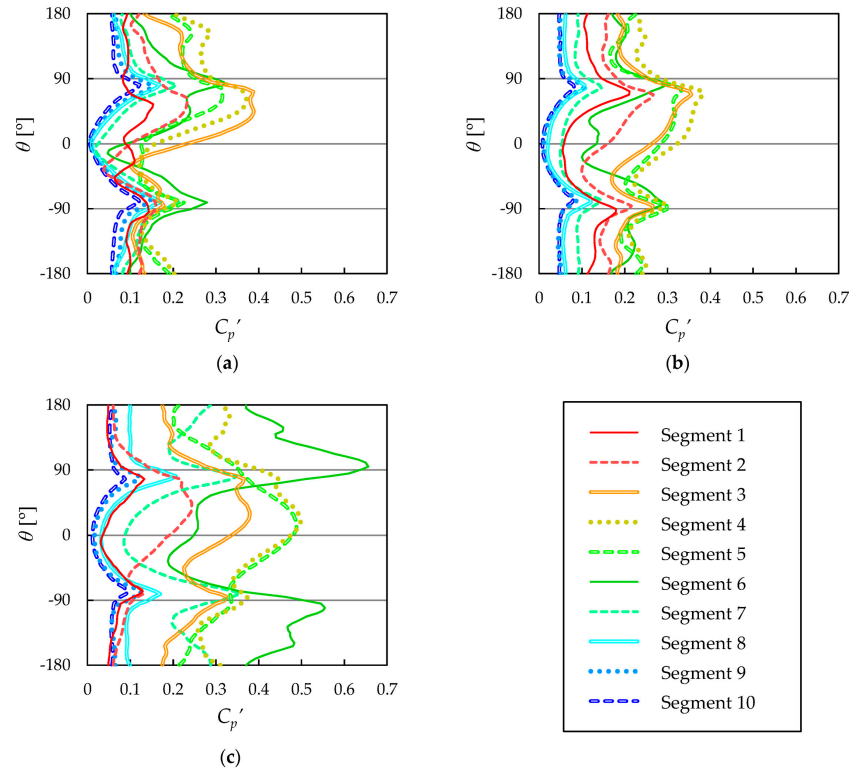 180
90
0
-90
-180
θ [°]
0 0.1 0.2 0.3 0.4 0.5 0.6 0.7
Cp′
(a)
180
90
0
-90
-180
θ [°]
0 0.1 0.2 0.3 0.4 0.5 0.6 0.7
Cp′
(b)
180
90
0
-90
-180
θ [°]
0 0.1 0.2 0.3 0.4 0.5 0.6 0.7
Cp′
(c)
Segment 1
Segment 2
Segment 3
Segment 4
Segment 5
Segment 6
Segment 7
Segment 8
Segment 9
Segment 10